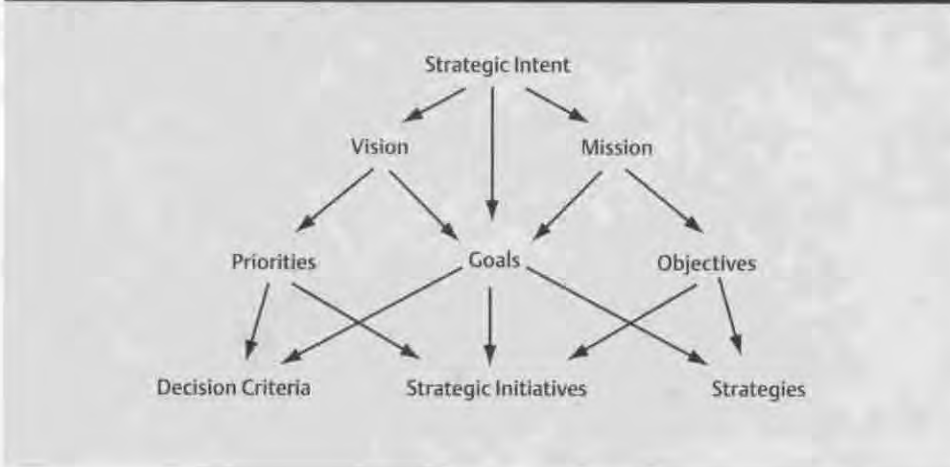 Strategic Intent
Vision Mission
Priorities Goals Objectives
Decision Criteria Strategic Initiatives Strategies